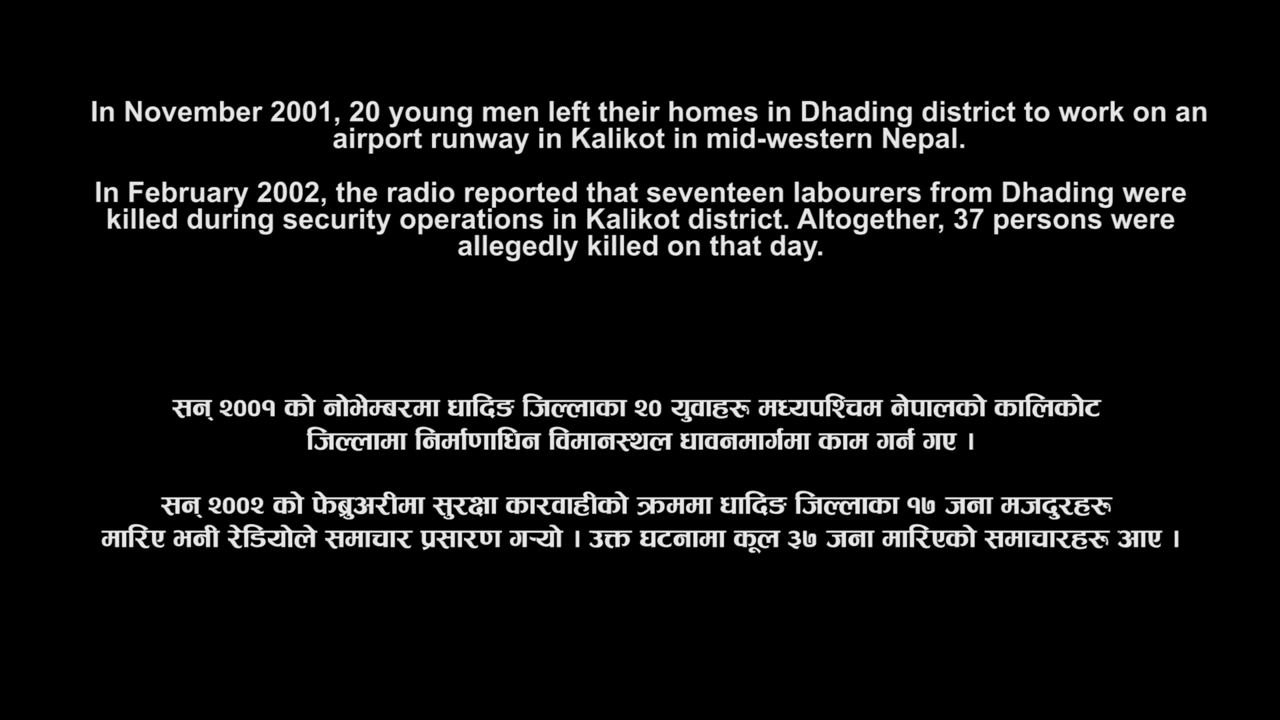 In November 2001, 20 young men left their homes in Dhading district to work on an
airport runway in Kalikot in mid-western Nepal.
In February 2002, the radio reported that seventeen labourers from Dhading were
killed during security operations in Kalikot district. Altogether, 37 persons were
allegedly killed on that day.
सन् २००१ को नोभेम्बरमा धादिङ जिल्लाका २० युवाहरू मध्यपश्चिम नेपालको कालिकोट
जिल्लामा निर्माणाधिन विमानस्थल धावनमार्गमा काम गर्न गए ।
सन् २००२ को फेब्रुअरीमा सुरक्षा कारवाहीको क्रममा धादिङ जिल्लाका १७ जना मजदुरहरू
मारिए भनी रेडियोले समाचार प्रसारण गर्‍यो । उक्त घटनामा कूल ३७ जना मारिएको समाचारहरू आए ।